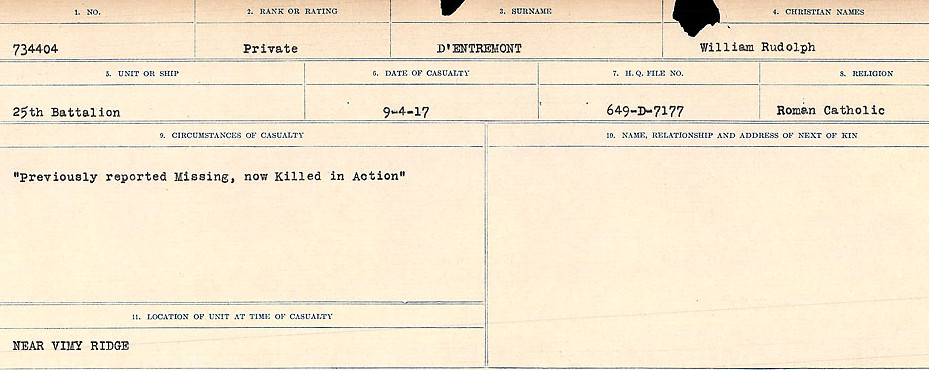 1. NO. 2. RANK OR RATING 3. SURNAME 4. CHRISTIAN NAMES
734404 Private D'ENTREMONT William Rudolph
5. UNIT OR SHIP 6. DATE OF CASUALTY 7. H. Q. FILE NO. 8. RELIGION
25th Battalion 9-4-17 649-D-7177 Roman Catholic
9. CIRCUMSTANCES OF CASUALTY 10. NAME, RELATIONSHIP AND ADDRESS OF NEXT OF KIN
"Previously reported Missing, now Killed in Action"
11. LOCATION OF UNIT AT TIME OF CASUALTY
NEAR VIMY RIDGE